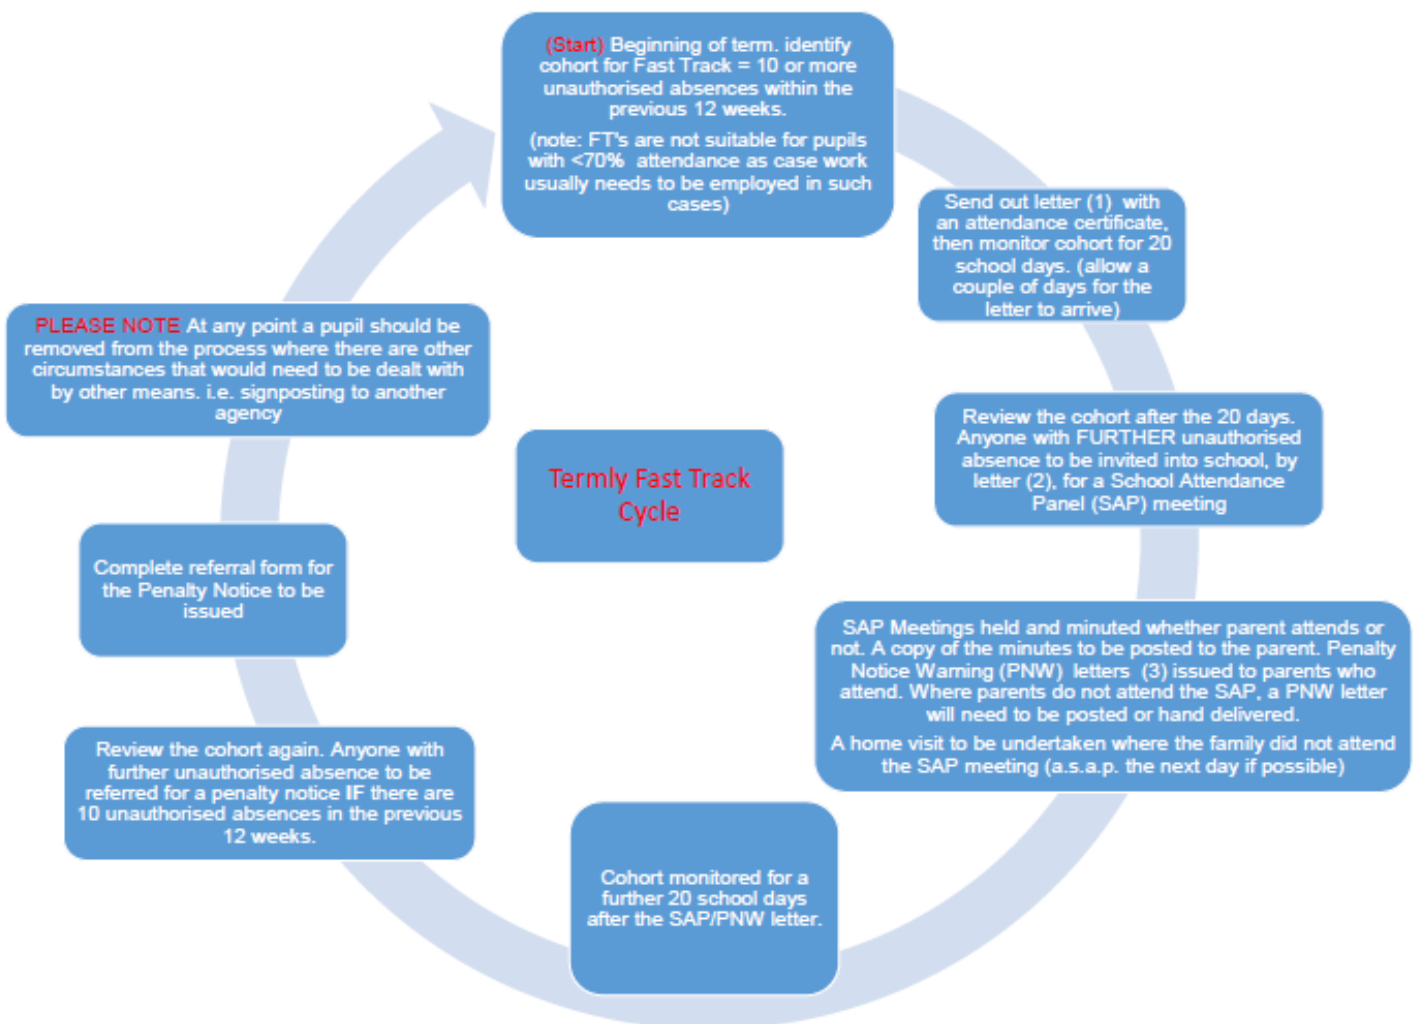 (Start) Beginning of term. identify
cohort for Fast Track = 10 or more
unauthorised absences within the
previous 12 weeks.
(note: FT's are not suitable for pupils
with <70% attendance as case work
usually needs to be employed in such
cases)
Send out letter (1) with
an attendance certificate,
then monitor cohort for 20
school days. (allow a
couple of days for the
letter to arrive)
Review the cohort after the 20 days.
Anyone with FURTHER unauthorised
absence to be invited into school, by
letter (2), for a School Attendance
Panel (SAP) meeting
SAP Meetings held and minuted whether parent attends or
not. A copy of the minutes to be posted to the parent. Penalty
Notice Warning (PNW) letters (3) issued to parents who
attend. Where parents do not attend the SAP, a PNW letter
will need to be posted or hand delivered.
A home visit to be undertaken where the family did not attend
the SAP meeting (a.s.a.p. the next day if possible)
Cohort monitored for a
further 20 school days
after the SAP/PNW letter.
Review the cohort again. Anyone with
further unauthorised absence to be
referred for a penalty notice IF there are
10 unauthorised absences in the previous
12 weeks.
Complete referral form for
the Penalty Notice to be
issued
PLEASE NOTE At any point a pupil should be
removed from the process where there are other
circumstances that would need to be dealt with
by other means. i.e. signposting to another
agency
Termly Fast Track
Cycle